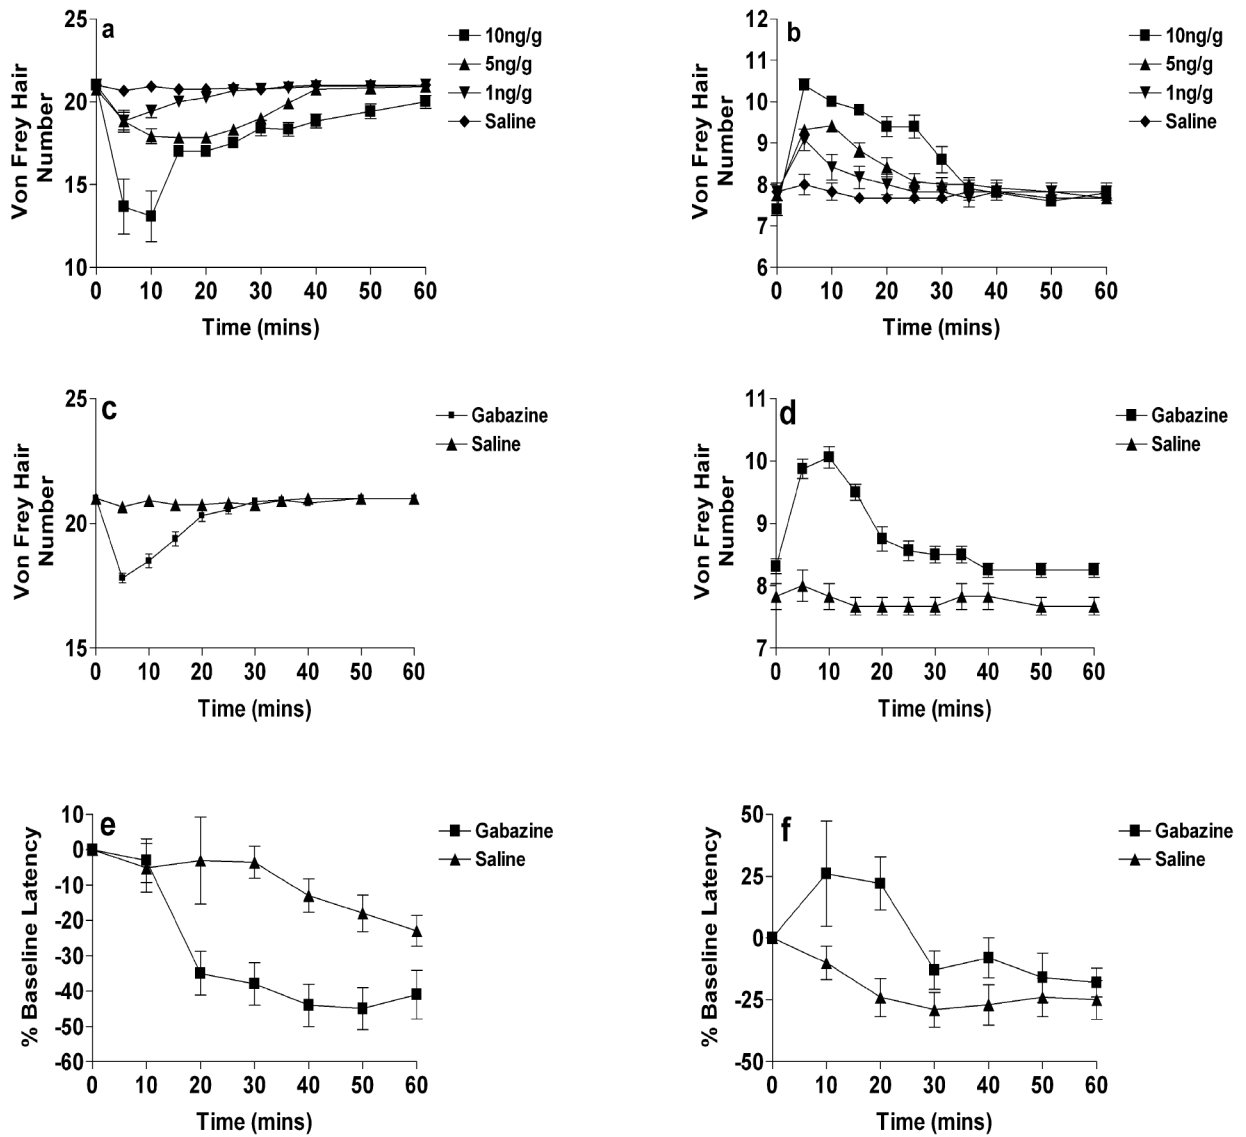 a
25
20
15
10
0 10 20 30 40 50 60
Von Frey Hair
Number
Time (mins)
10ng/g
5ng/g
1ng/g
Saline
b
12
11
10
9
8
7
6
0 10 20 30 40 50 60
Von Frey Hair
Number
Time (mins)
10ng/g
5ng/g
1ng/g
Saline
c
25
20
15
0 10 20 30 40 50 60
Von Frey Hair
Number
Time (mins)
Gabazine
Saline
d
11
10
9
8
7
0 10 20 30 40 50 60
Von Frey Hair
Number
Time (mins)
Gabazine
Saline
e
10
0
-10
-20
-30
-40
-50
-60
0 10 20 30 40 50 60
% Baseline Latency
Time (mins)
Gabazine
Saline
f
50
25
0
-25
-50
0 10 20 30 40 50 60
% Baseline Latency
Time (mins)
Gabazine
Saline